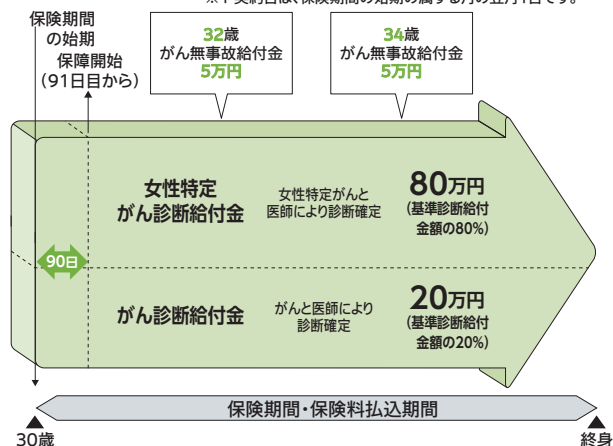 ※1 契約日は、保険期間の始期の属する月の翌月1日です。
保険期間
の始期
保障開始
(91日目から)
32歳
がん無事故給付金
5万円
34歳
がん無事故給付金
5万円
女性特定
がん診断給付金
女性特定がんと
医師により診断確定
80万円
(基準診断給付
金額の80%)
90日
がん診断給付金
がんと医師により
診断確定
20万円
(基準診断給付
金額の20%)
保険期間・保険料払込期間
30歳
終身